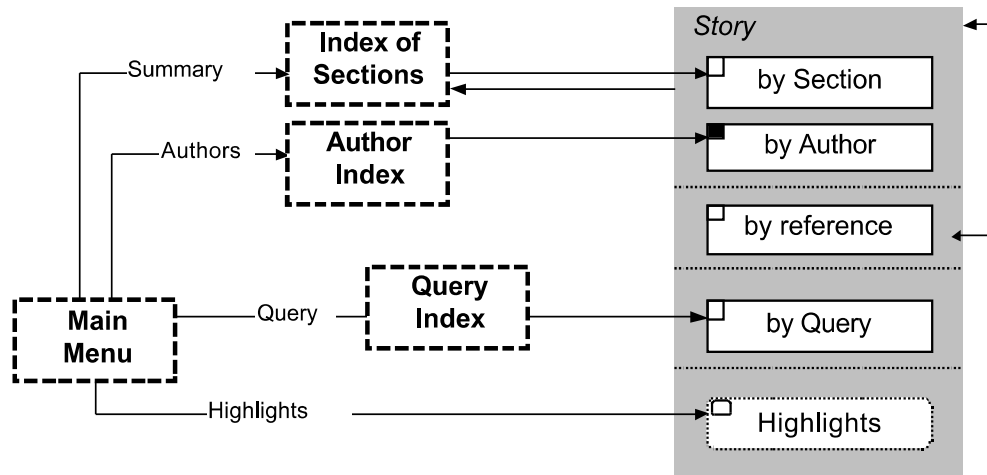 Story
Index of
Sections
Summary
by Section
Authors
Author
Index
by Author
by reference
Query
Index
Query
by Query
Main
Menu
Highlights
Highlights